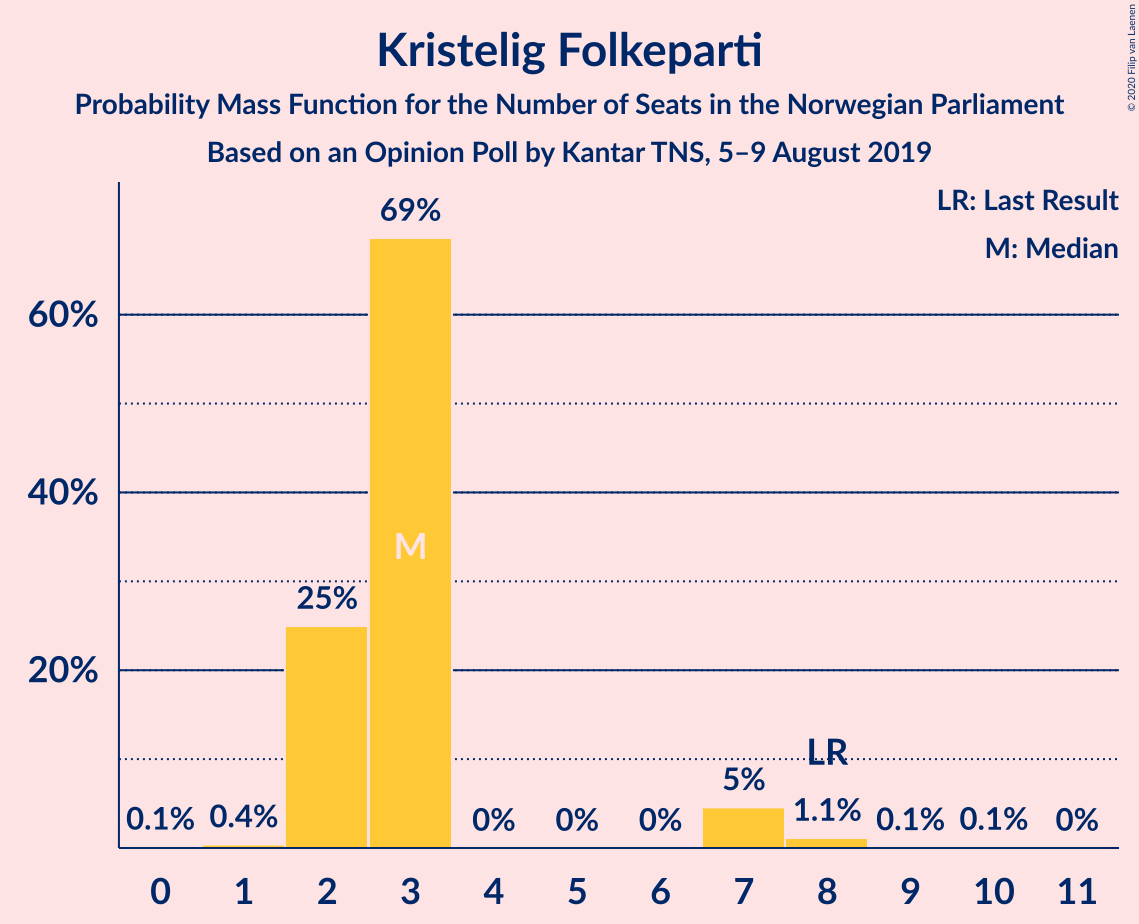 Kristelig Folkeparti
Probability Mass Function for the Number of Seats in the Norwegian Parliament
Based on an Opinion Poll by Kantar TNS, 5–9 August 2019
© 2020 Filip van Laenen
LR: Last Result
M: Median
69%
60%
40%
M
25%
20%
LR
5%
0.1% 0.4% 0% 0% 0% 1.1% 0.1% 0.1% 0%
0 1 2 3 4 5 6 7 8 9 10 11